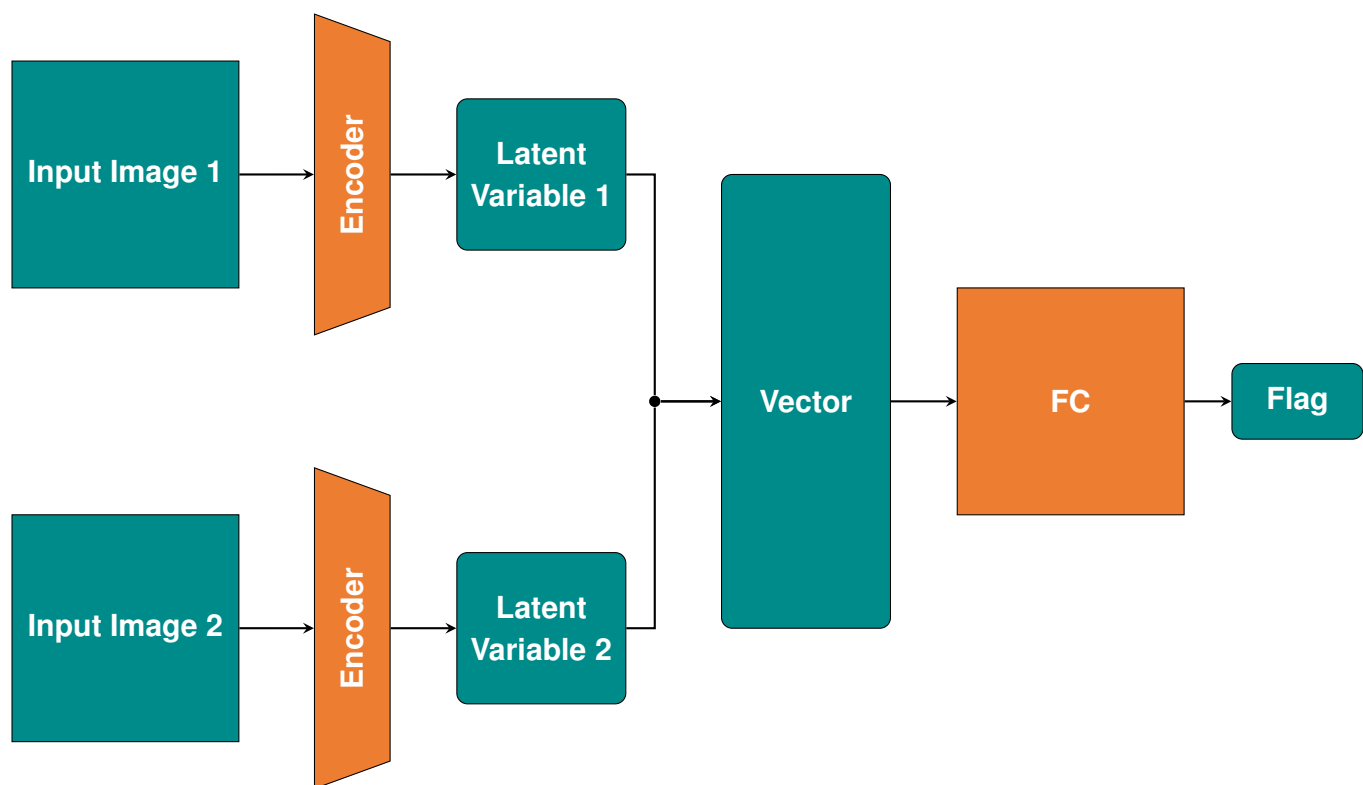 Input Image 1
Encoder
Latent
Variable 1
Vector
FC
Flag
Input Image 2
Encoder
Latent
Variable 2